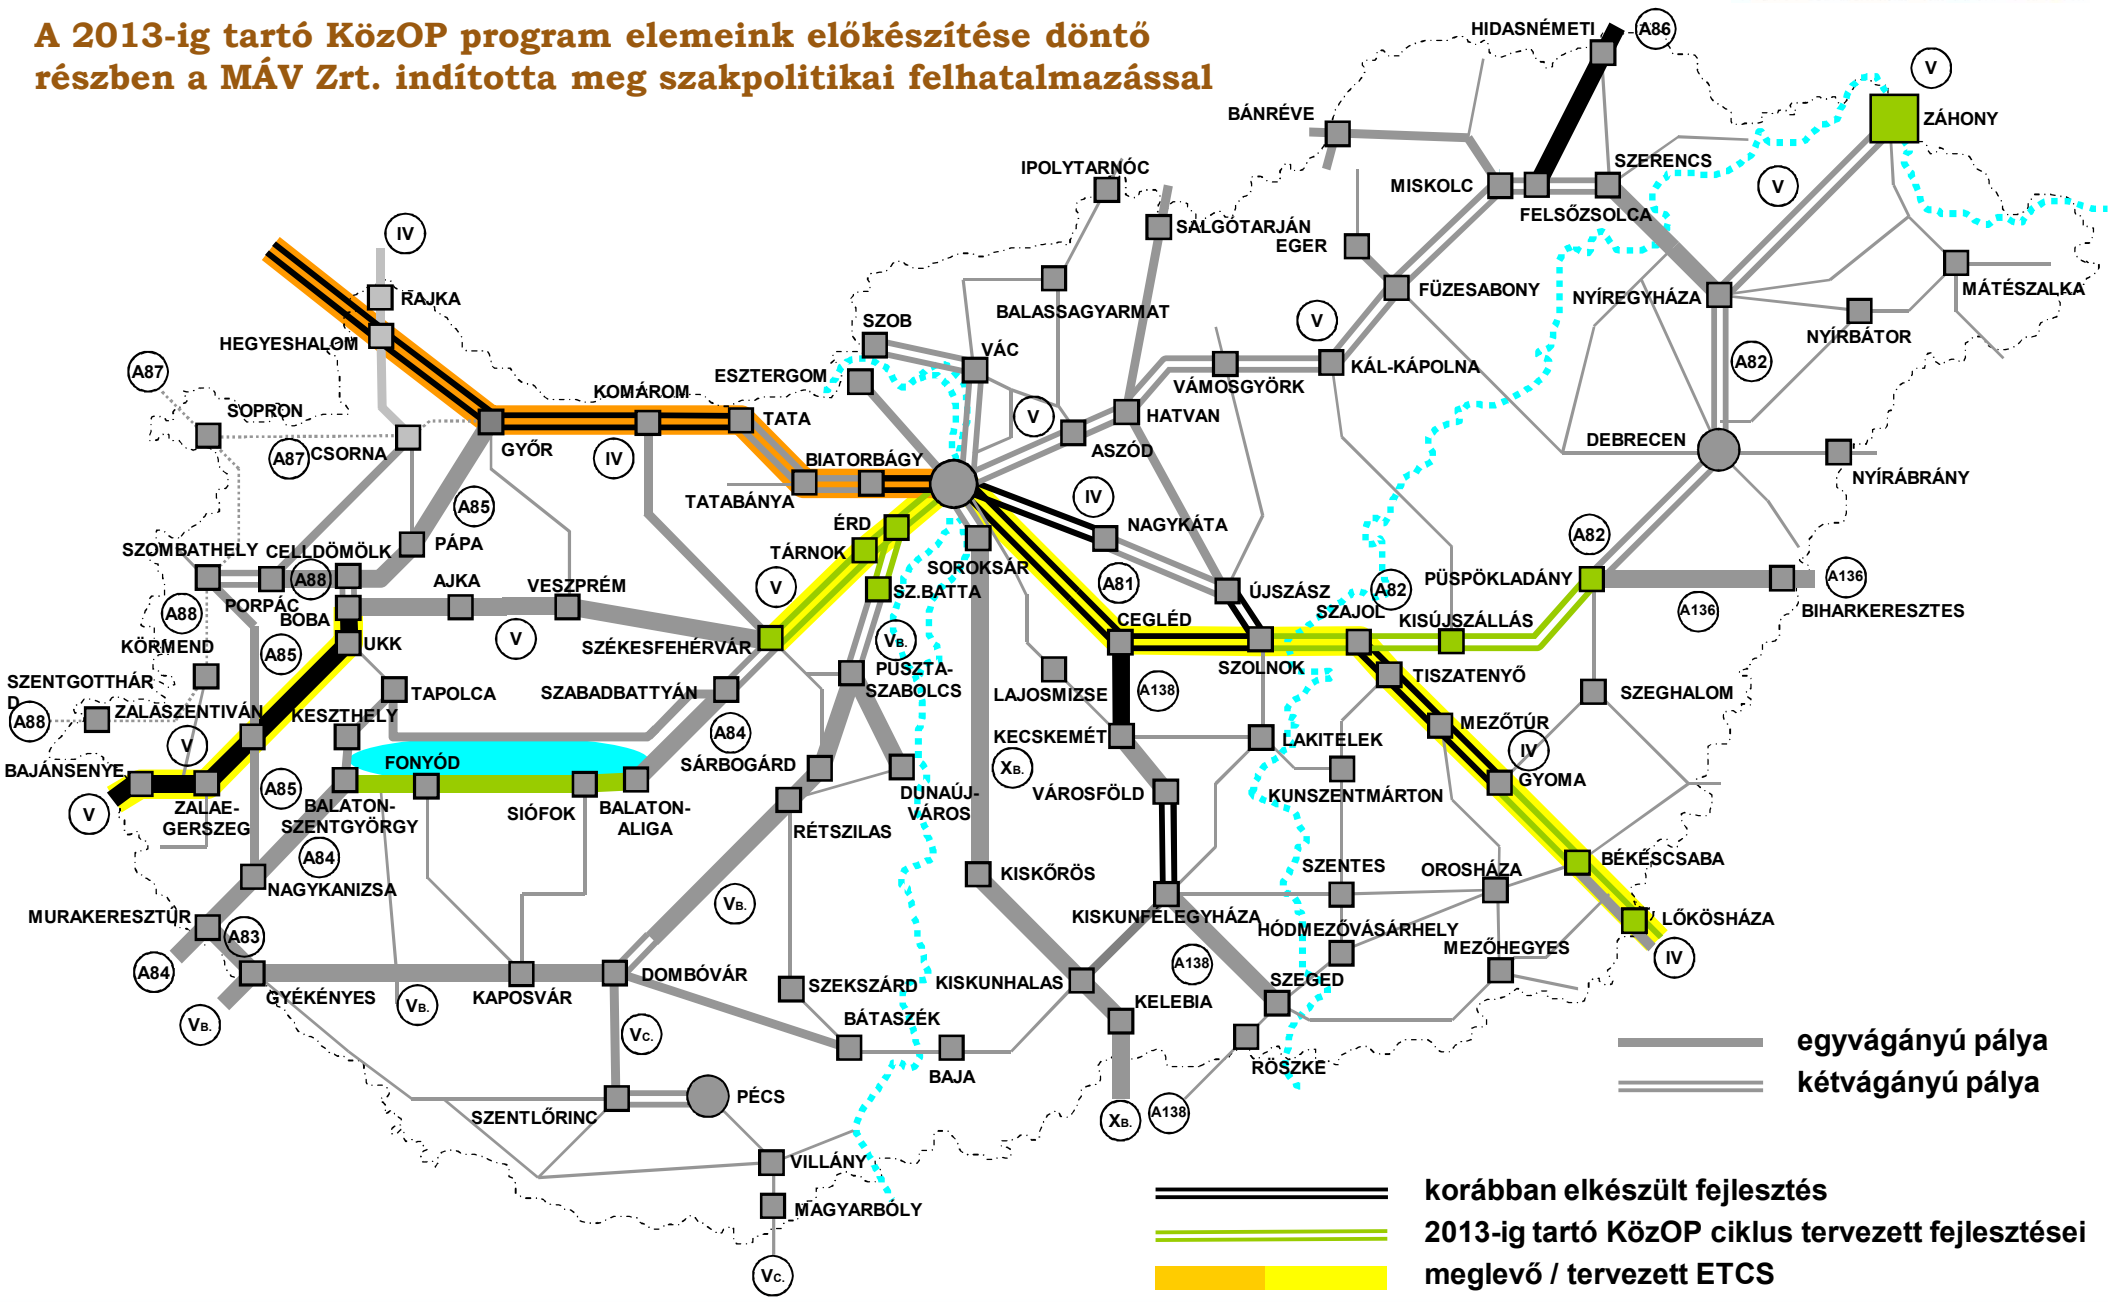 A 2013-ig tartó KözOP program elemeink előkészítése döntő
részben a MÁV Zrt. indította meg szakpolitikai felhatalmazással
HIDASNÉMETI
A86
V
BÁNRÉVE
ZÁHONY
IPOLYTARNÓC
SZERENCS
MISKOLC
V
FELSŐZSOLCA
SALGÓTARJÁN
EGER
IV
RAJKA
BALASSAGYARMAT
FÜZESABONY
NYÍREGYHÁZA
MÁTÉSZALKA
HEGYESHALOM
SZOB
VÁC
V
NYÍRBÁTOR
A87
ESZTERGOM
VÁMOSGYÖRK
KÁL-KÁPOLNA
A82
SOPRON
KOMÁROM
TATA
V
HATVAN
A87
CSORNA
GYŐR
IV
BIATORBÁGY
ASZÓD
DEBRECEN
NYÍRÁBRÁNY
TATABÁNYA
IV
A85
PÁPA
ÉRD
NAGYKÁTA
A82
SZOMBATHELY
CELLDÖMÖLK
TÁRNOK
SOROKSÁR
A88
AJKA
VESZPRÉM
V
SZ.BATTA
A81
ÚJSZÁSZ
A82
PÜSPÖKLADÁNY
A136
PORPÁC
BOBA
A88
CEGLÉD
SZAJOL
KISÚJSZÁLLÁS
A136
BIHARKERESZTES
KÖRMEND
A85
UKK
V
SZÉKESFEHÉRVÁR
VB.
SZOLNOK
PUSZTA-
SZABOLCS
TISZATENYŐ
SZENTGOTTHÁR
D
A88
ZALASZENTIVÁN
TAPOLCA
SZABADBATTYÁN
LAJOSMIZSE
A138
SZEGHALOM
KESZTHELY
V
A84
MEZŐTÚR
BAJÁNSENYE
FONYÓD
SÁRBOGÁRD
KECSKEMÉT
LAKITELEK
IV
V
ZALAE-
GERSZEG
A85
BALATON-
SZENTGYÖRGY
SIÓFOK
BALATON-
ALIGA
DUNAÚJ-
VÁROS
XB.
VÁROSFÖLD
KUNSZENTMÁRTON
GYOMA
RÉTSZILAS
A84
NAGYKANIZSA
KISKŐRÖS
SZENTES
OROSHÁZA
BÉKÉSCSABA
MURAKERESZTÚR
VB.
KISKUNFÉLEGYHÁZA
LŐKÖSHÁZA
A83
HÓDMEZŐVÁSÁRHELY
MEZŐHEGYES
A84
DOMBÓVÁR
A138
IV
GYÉKÉNYES
KAPOSVÁR
SZEKSZÁRD
KISKUNHALAS
SZEGED
VB.
VB.
VC.
BÁTASZÉK
KELEBIA
BAJA
RÖSZKE
egyvágányú pálya
kétvágányú pálya
PÉCS
SZENTLŐRINC
XB.
A138
VILLÁNY
MAGYARBÓLY
VC.
korábban elkészült fejlesztés
2013-ig tartó KözOP ciklus tervezett fejlesztései
meglevő / tervezett ETCS